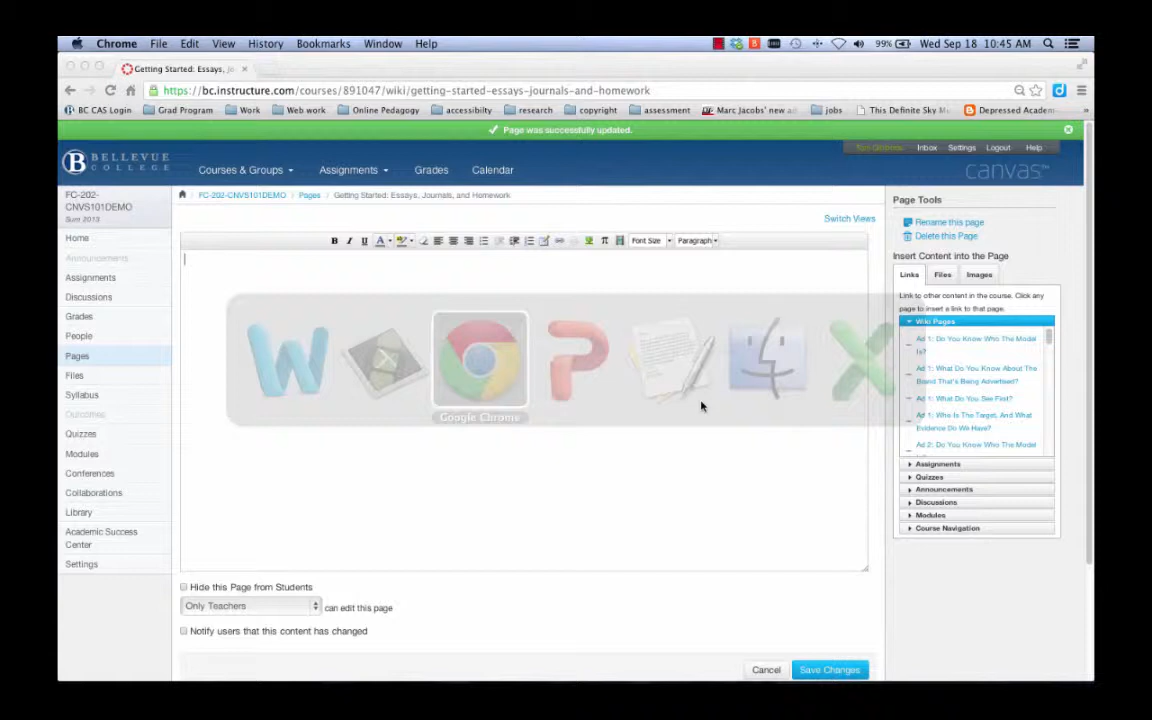 Chrome File Edit View History Bookmarks Window Help 99% Wed Sep 18 10:45 AM
Getting Started: Essays, jo
https://bc.instructure.com/courses/891047/wiki/getting-started-essays-journals-and-homework
BC CAS Login Grad Program Work Web work Online Pedagogy accessibilty research copyright assessment Marc Jacobs' new a jobs This Definite Sky M Depressed Academ »
Page was successfully updated.
Inbox Settings Logout Help
B BELLEVUE
COLLEGE
Courses & Groups Assignments Grades Calendar
canvas
FC-202-
CNVS101DEMO
Sum 2013
FC-202-CNVS101DEMO Pages Getting Started: Essays, Journals, and Homework
Switch Views
Home
Announcements
Assignments
Discussions
Grades
People
Pages
Files
Syllabus
Outcomes
Quizzes
Modules
Conferences
Collaborations
Library
Academic Success
Center
Settings
B I U A Font Size Paragraph
W P X
Google Chrome
Hide this Page from Students
Only Teachers can edit this page
Notify users that this content has changed
Cancel Save Changes
Page Tools
Rename this page
Delete this Page
Insert Content into the Page
Links Files Images
Link to other content in the course. Click any
page to insert a link to that page.
Wiki Pages
Ad 1: Do You Know Who The Model
Is?
Ad 1: What Do You Know About The
Brand That's Being Advertised?
Ad 1: What Do You See First?
Ad 1: Who Is The Target, And What
Evidence Do We Have?
Ad 2: Do You Know Who The Model
Assignments
Quizzes
Announcements
Discussions
Modules
Course Navigation